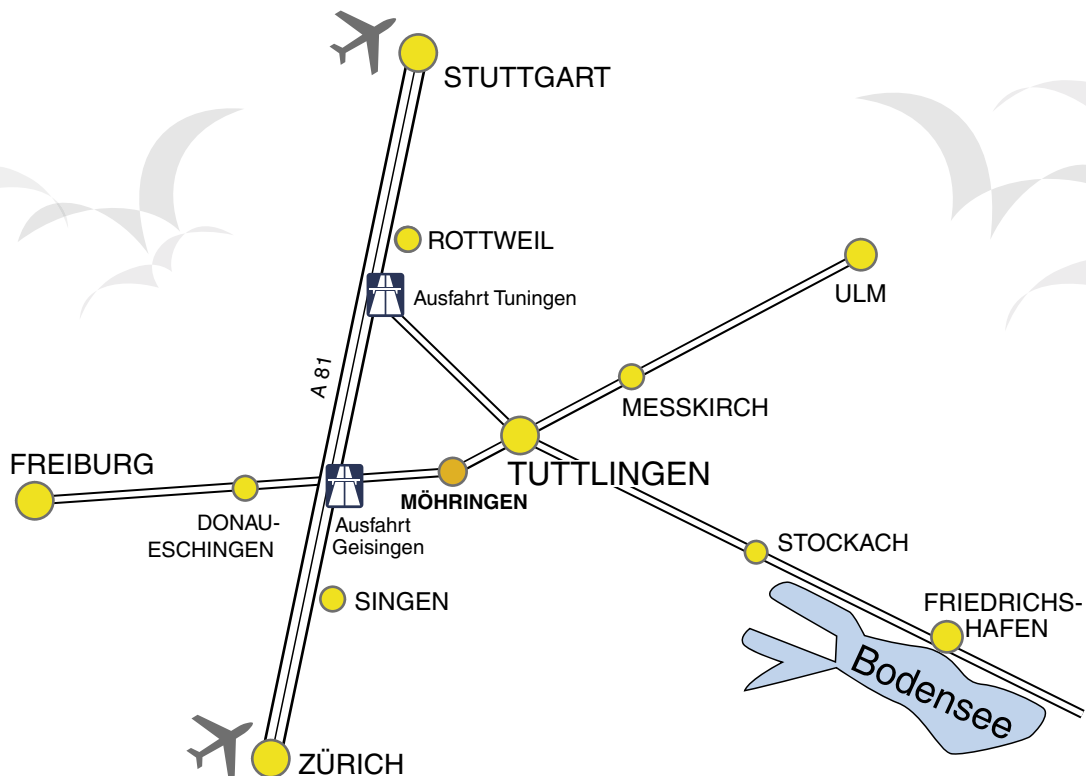 STUTTGART
ROTTWEIL
Ausfahrt Tuningen
ULM
A 81
MESSKIRCH
FREIBURG
TUTTLINGEN
MÖHRINGEN
DONAU-
ESCHINGEN
Ausfahrt
Geisingen
STOCKACH
SINGEN
FRIEDRICHS-
HAFEN
Bodensee
ZÜRICH